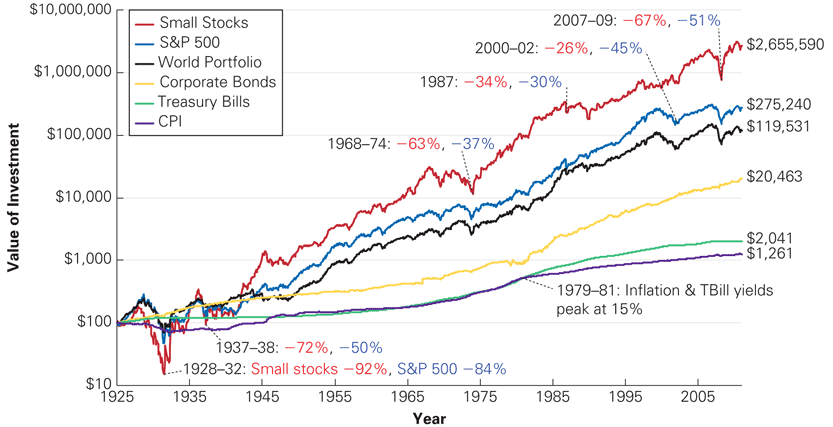 $10,000,000
$1,000,000
$100,000
$10,000
$1,000
$100
$10
Value of Investment
Small Stocks
S&P 500
World Portfolio
Corporate Bonds
Treasury Bills
CPI
2007–09: −67%, −51%
2000–02: −26%, −45%
1987: −34%, −30%
1968–74: −63%, −37%
$2,655,590
$275,240
$119,531
$20,463
$2,041
$1,261
1979–81: Inflation & TBill yields
peak at 15%
1937–38: −72%, −50%
1928–32: Small stocks −92%, S&P 500 −84%
1925 1935 1945 1955 1965 1975 1985 1995 2005
Year